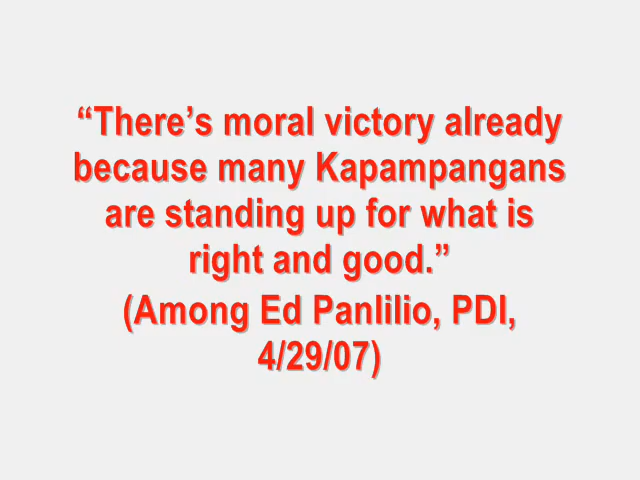 “There’s moral victory already
because many Kapampangans
are standing up for what is
right and good.”
(Among Ed Panlilio, PDI,
4/29/07)